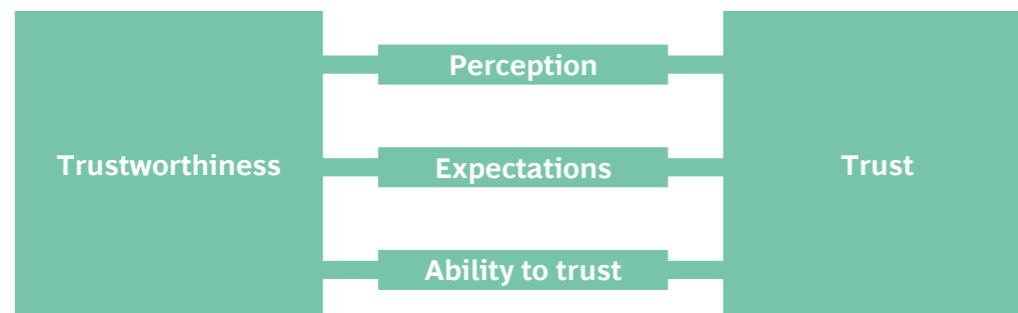 Perception
Trustworthiness
Expectations
Trust
Ability to trust